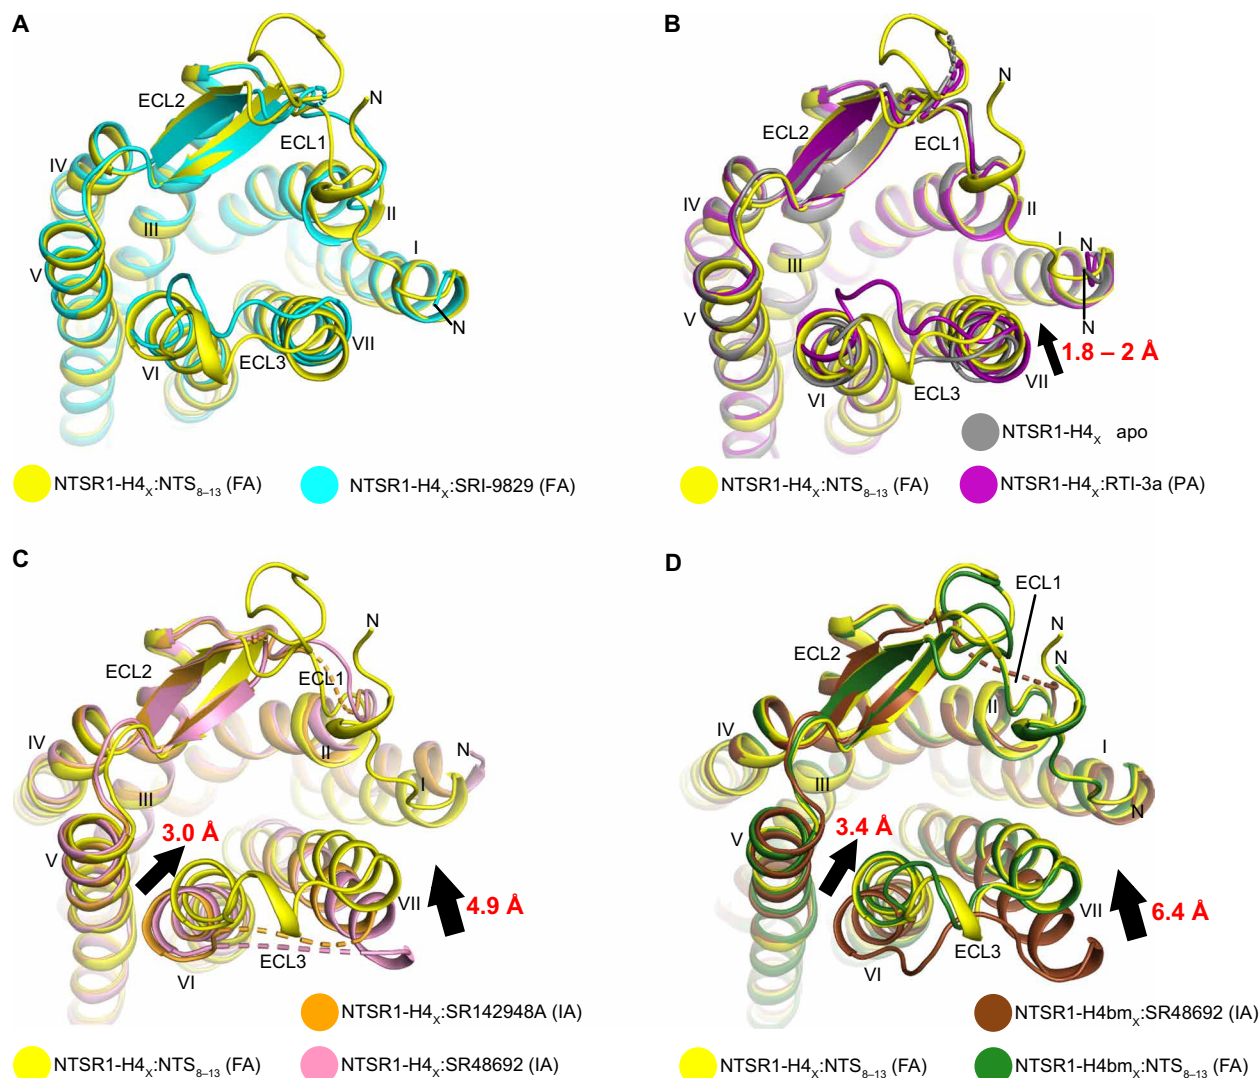 A
ECL2
N
ECL1
IV
II
III
I
V
N
VII
ECL3
VI
NTSR1-H4X:NTS8–13 (FA)
NTSR1-H4X:SRI-9829 (FA)
B
N
ECL2
ECL1
IV
II
I
N
III
V
N
1.8 – 2 Å
VII
ECL3
VI
NTSR1-H4X apo
NTSR1-H4X:NTS8–13 (FA)
NTSR1-H4X:RTI-3a (PA)
C
N
ECL2
ECL1
IV
II
N
I
III
3.0 Å
V
VII
4.9 Å
ECL3
VI
NTSR1-H4X:SR142948A (IA)
NTSR1-H4X:NTS8–13 (FA)
NTSR1-H4X:SR48692 (IA)
D
ECL1
N
ECL2
N
II
IV
I
III
N
3.4 Å
V
VII
6.4 Å
ECL3
VI
NTSR1-H4bmX:SR48692 (IA)
NTSR1-H4X:NTS8–13 (FA)
NTSR1-H4bmX:NTS8–13 (FA)